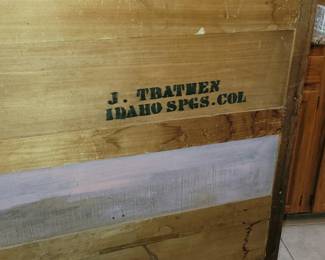 J. TRATHEN
IDAHO SPGS. COL